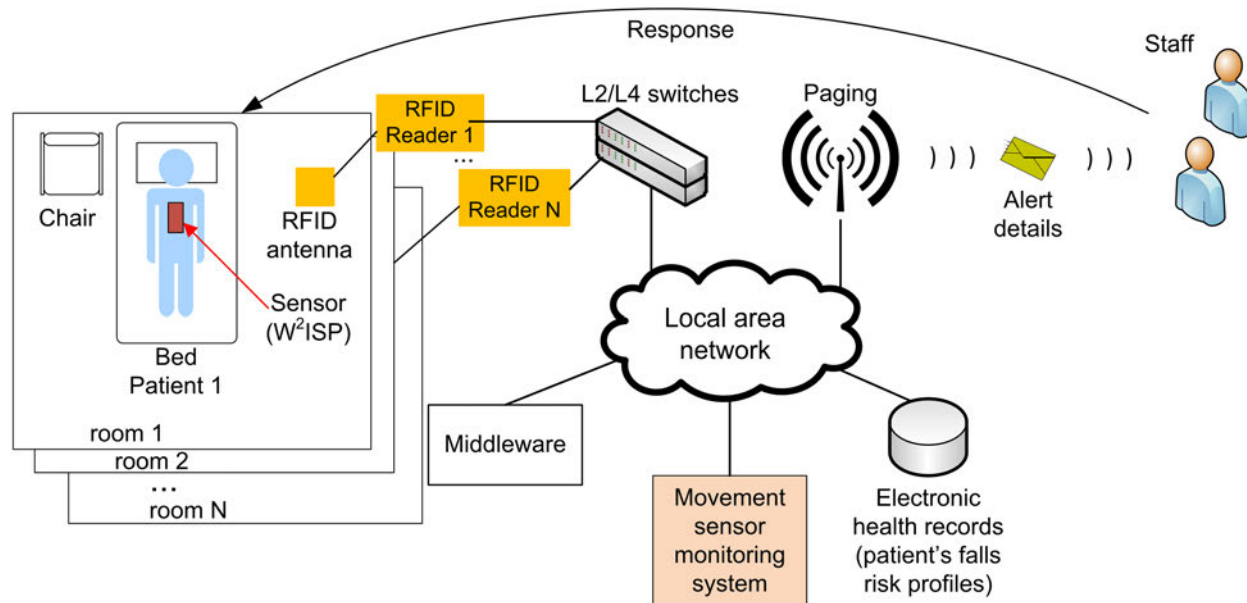 Response
Staff
L2/L4 switches
Paging
RFID
Reader 1
...
RFID
Reader N
Chair
RFID
antenna
Sensor
(W²ISP)
Bed
Patient 1
room 1
room 2
...
room N
Alert
details
Local area
network
Middleware
Movement
sensor
monitoring
system
Electronic
health records
(patient's falls
risk profiles)